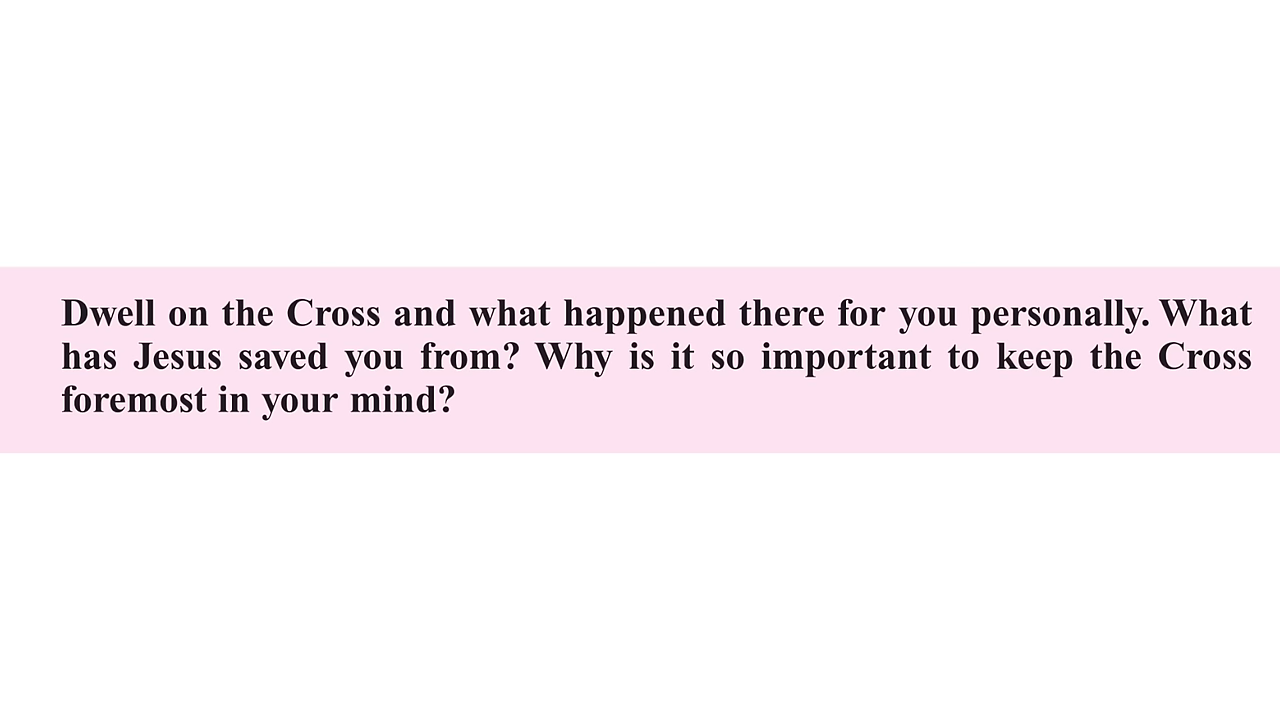 Dwell on the Cross and what happened there for you personally. What
has Jesus saved you from? Why is it so important to keep the Cross
foremost in your mind?